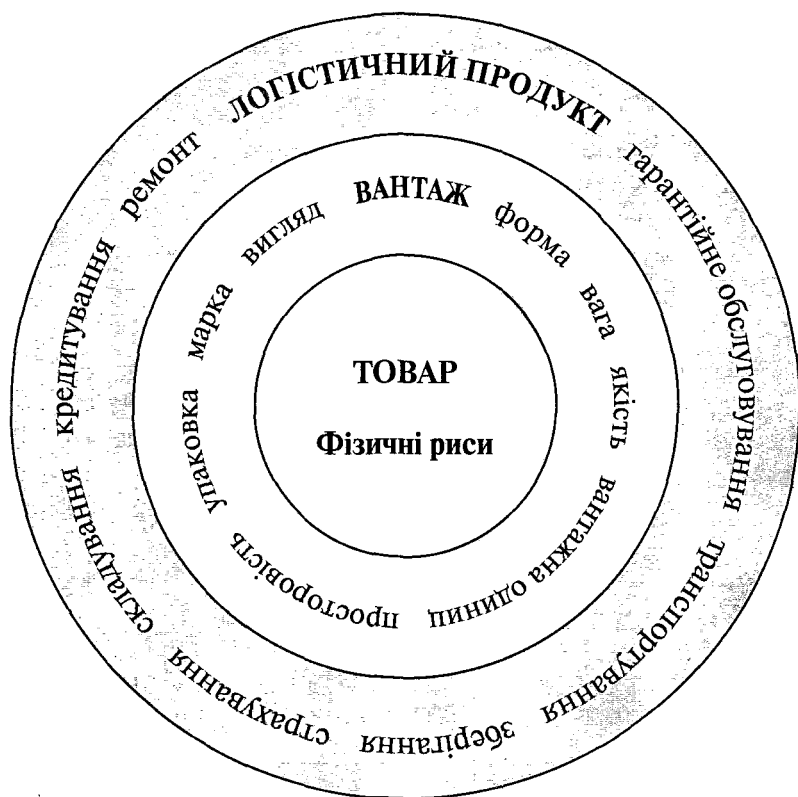 ЛОГІСТИЧНИЙ ПРОДУКТ
гарантійне обслуговування
транспортування
зберігання
страхування
складування
кредитування
ремонт
ВАНТАЖ
форма
вага
якість
вантажна одиниц
просторовість
упаковка
марка
вигляд
ТОВАР
Фізичні риси